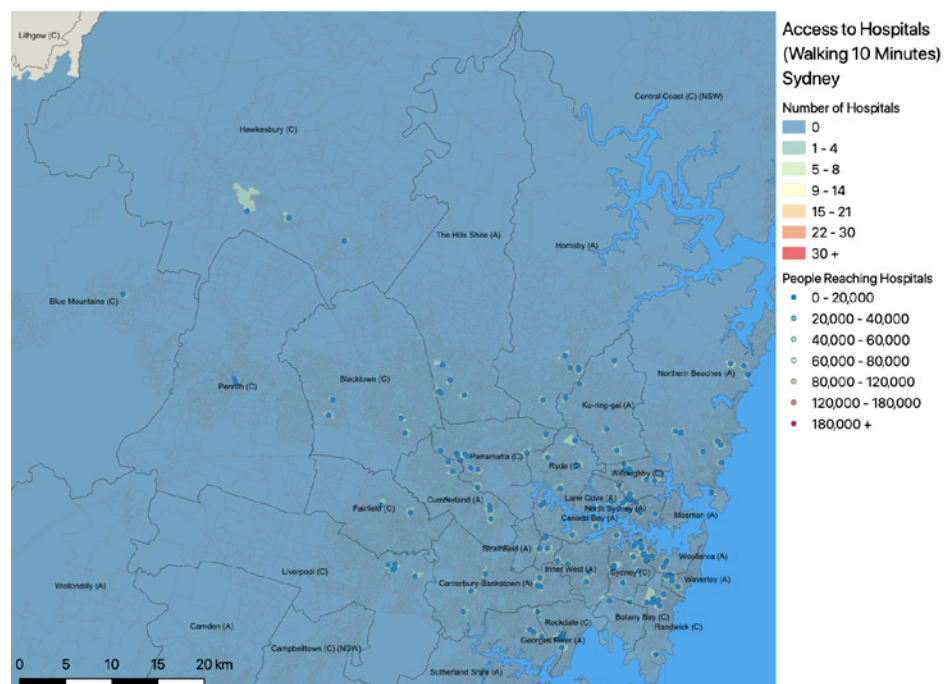 Lithgow (C)
Central Coast (C) (NSW)
Hawkesbury (C)
The Hills Shire (A)
Hornsby (A)
Blue Mountains (C)
Penrith (C)
Blacktown (C)
Northern Beaches (A)
Ku-ring-gai (A)
Parramatta (C)
Ryde (C)
Willoughby (C)
Cumberland (A)
Lane Cove (A)
North Sydney (A)
Fairfield (C)
Canada Bay (A)
Mosman (A)
Strathfield (A)
Woollahra (A)
Liverpool (C)
Inner West (A)
Sydney (C)
Wollondilly (A)
Canterbury-Bankstown (A)
Waverley (A)
Botany Bay (C)
Camden (A)
Rockdale (C)
Randwick (C)
Georges River (A)
Campbelltown (C) (NSW)
Sutherland Shire (A)
0 5 10 15 20 km
Access to Hospitals
(Walking 10 Minutes)
Sydney
Number of Hospitals
0
1 - 4
5 - 8
9 - 14
15 - 21
22 - 30
30 +
People Reaching Hospitals
0 - 20,000
20,000 - 40,000
40,000 - 60,000
60,000 - 80,000
80,000 - 120,000
120,000 - 180,000
180,000 +